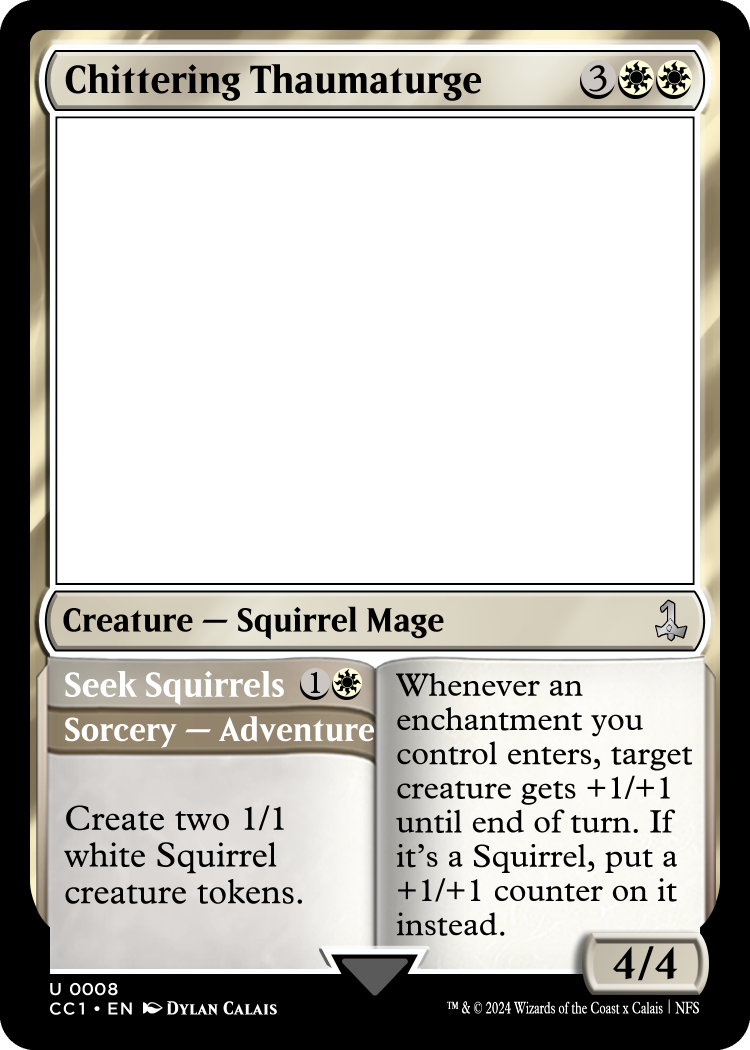 Chittering Thaumaturge 3
Creature — Squirrel Mage
Seek Squirrels 1
Sorcery — Adventure
Create two 1/1
white Squirrel
creature tokens.
Whenever an
enchantment you
control enters, target
creature gets +1/+1
until end of turn. If
it's a Squirrel, put a
+1/+1 counter on it
instead.
4/4
U 0008
CC1 • EN DYLAN CALAIS
™ & © 2024 Wizards of the Coast x Calais | NFS